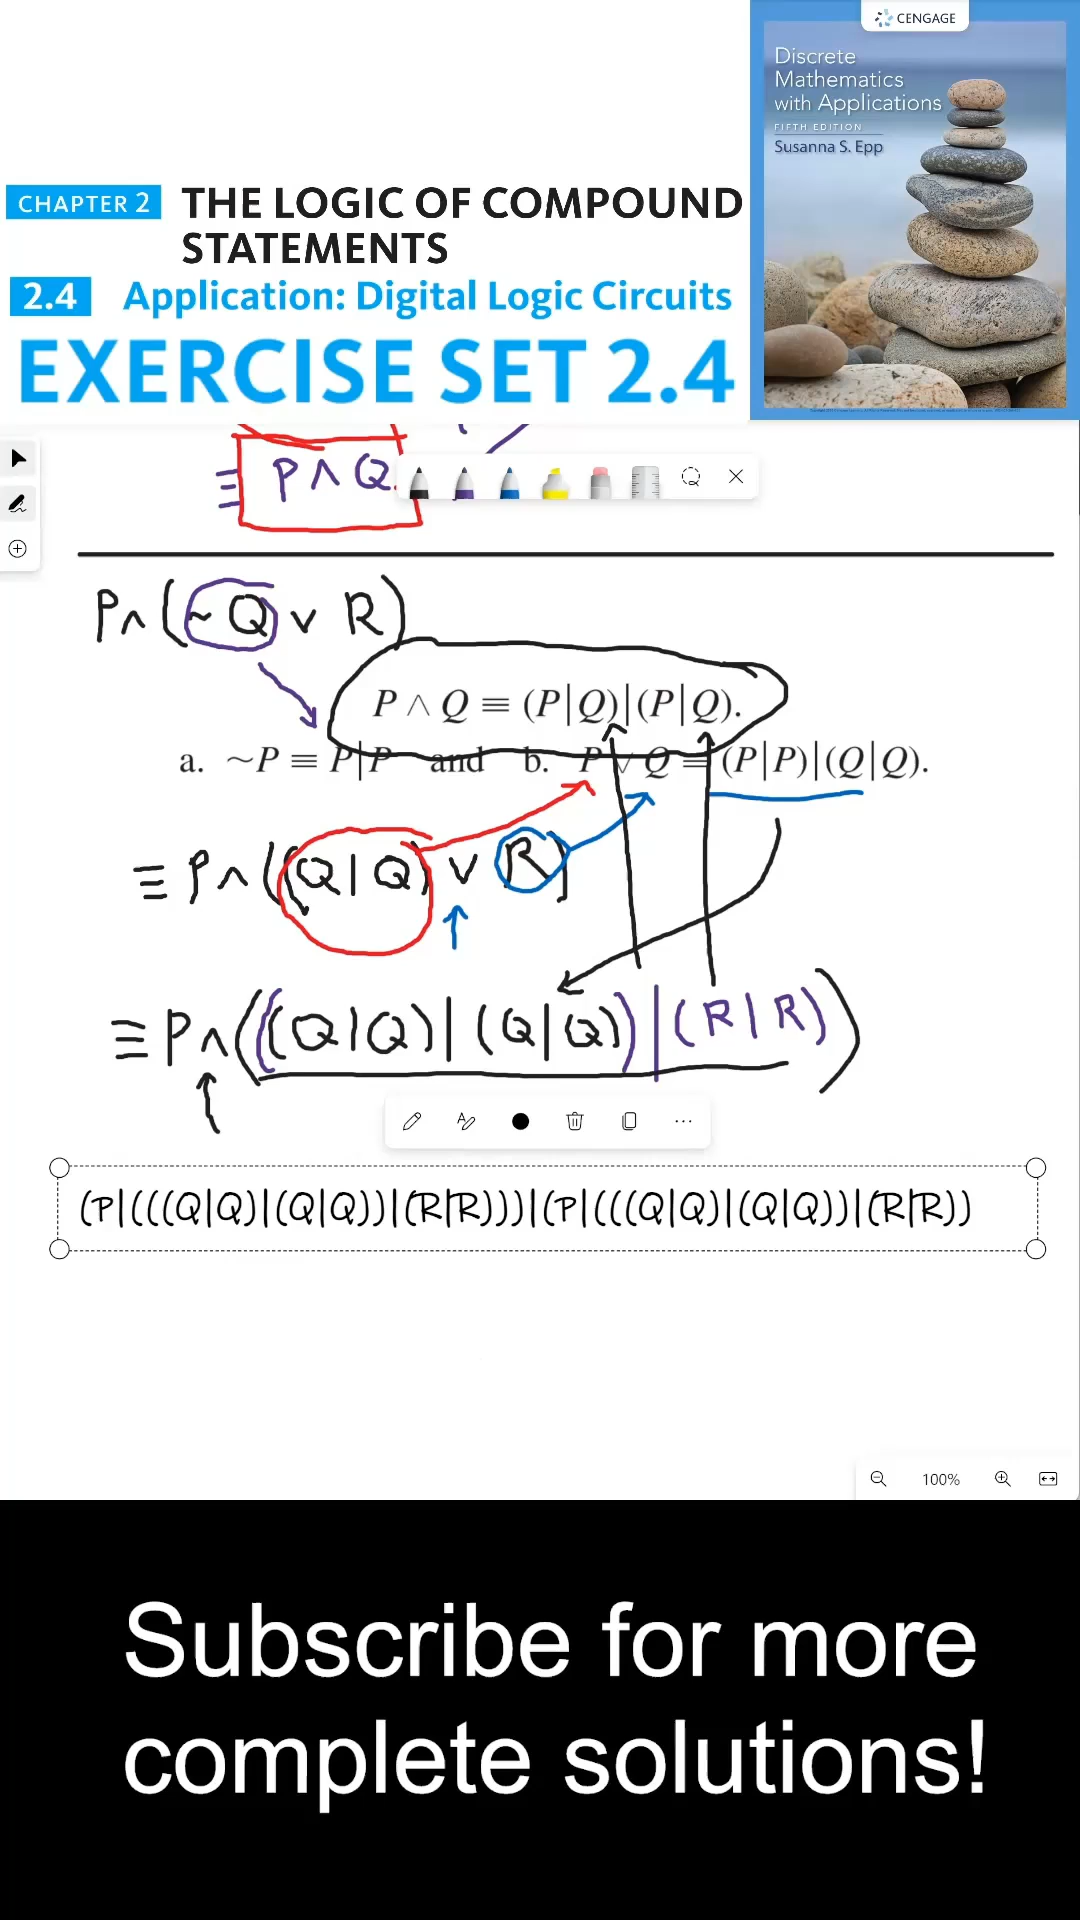 CENGAGE
Discrete
Mathematics
with Applications
FIFTH EDITION
Susanna S. Epp
CHAPTER 2 THE LOGIC OF COMPOUND
STATEMENTS
2.4 Application: Digital Logic Circuits
EXERCISE SET 2.4
≡ P ∧ Q
P ∧ (~Q ∨ R)
P ∧ Q ≡ (P|Q)|(P|Q).
a. ~P ≡ P|P and b. P ∨ Q ≡ (P|P)|(Q|Q).
≡ P ∧ ((Q|Q) ∨ R)
≡ P ∧ (((Q|Q)|(Q|Q))|(R|R))
(P|(((Q|Q)|(Q|Q))|(R|R)))|(P|(((Q|Q)|(Q|Q))|(R|R))
100%
Subscribe for more
complete solutions!